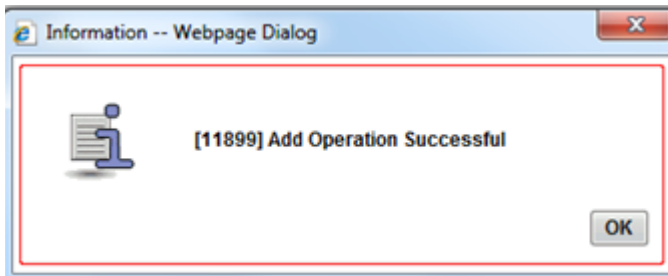 Information -- Webpage Dialog
[11899] Add Operation Successful
OK